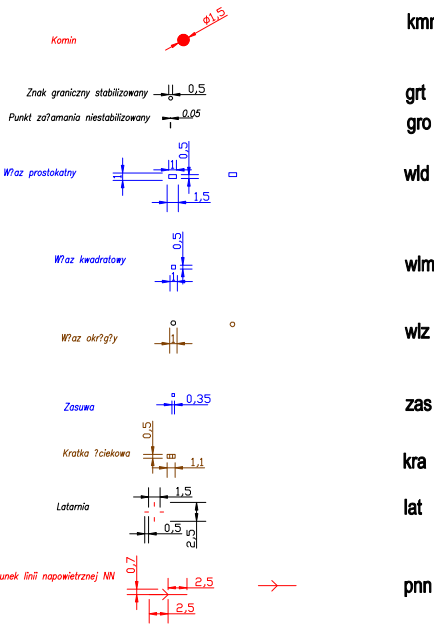 ø1,5
Komin
kmr
Znak graniczny stabilizowany
0,5
grt
Punkt za?amania niestabilizowany
0.05
gro
1
0,5
W?az prostokatny
1
wld
1,5
0,5
W?az kwadratowy
1
wlm
W?az okr?g?y
1
wlz
Zasuwa
0,35
zas
0,5
Kratka ?ciekowa
1,1
kra
1,5
Latarnia
lat
0,5
2,5
0,7
unek linii napowietrznej NN
2,5
pnn
2,5